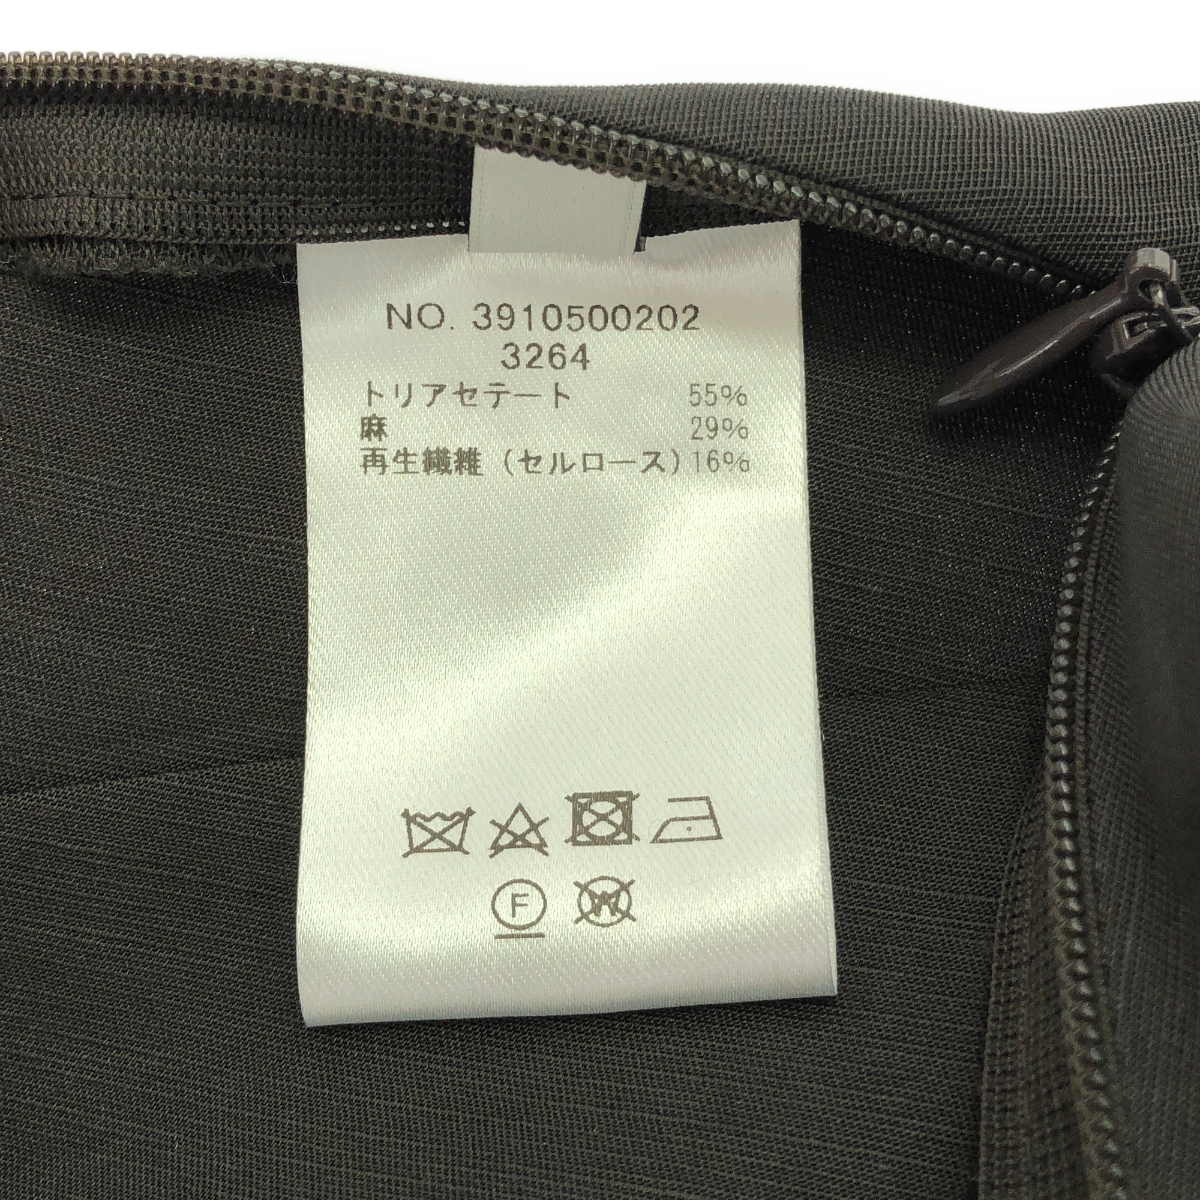 NO. 3910500202
3264
トリアセテート 55%
麻 29%
再生繊維（セルロース）16%
F
W